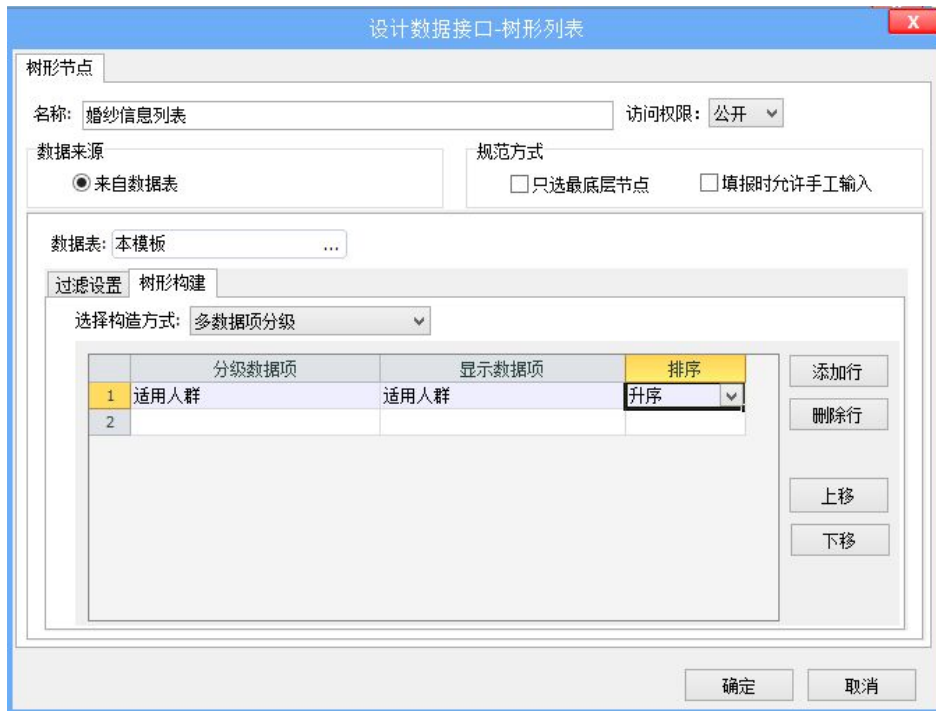 设计数据接口-树形列表
X
树形节点
名称: 婚纱信息列表 访问权限: 公开
数据来源 规范方式
来自数据表 只选最底层节点 填报时允许手工输入
数据表: 本模板 ...
过滤设置 树形构建
选择构造方式: 多数据项分级
分级数据项 显示数据项 排序 添加行
1 适用人群 适用人群 升序
2 删除行
上移
下移
确定 取消